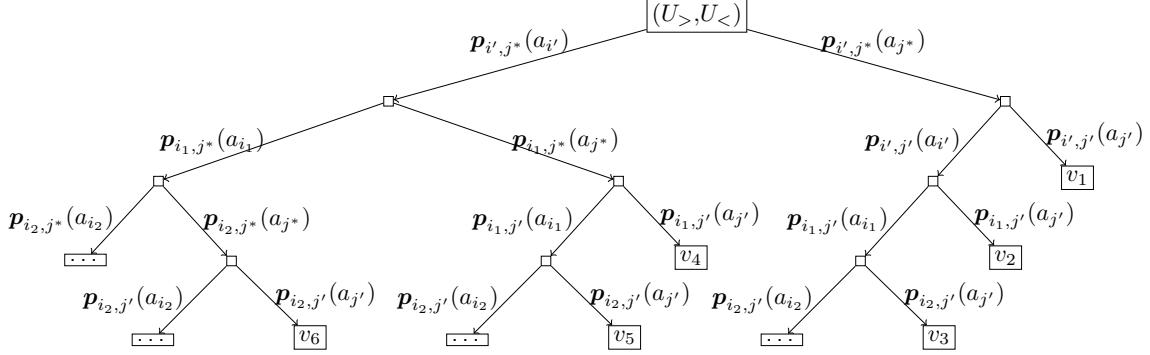 (U_>,U_<)
p_{i',j*}(a_{i'}) p_{i',j*}(a_{j*})
p_{i_1,j*}(a_{i_1}) p_{i_1,j*}(a_{j*}) p_{i',j'}(a_{i'}) p_{i',j'}(a_{j'})
v_1
p_{i_2,j*}(a_{i_2}) p_{i_2,j*}(a_{j*}) p_{i_1,j'}(a_{i_1}) p_{i_1,j'}(a_{j'}) p_{i_1,j'}(a_{i_1}) p_{i_1,j'}(a_{j'})
... v_4 v_2
p_{i_2,j'}(a_{i_2}) p_{i_2,j'}(a_{j'}) p_{i_2,j'}(a_{i_2}) p_{i_2,j'}(a_{j'}) p_{i_2,j'}(a_{i_2}) p_{i_2,j'}(a_{j'})
... v_6 ... v_5 ... v_3